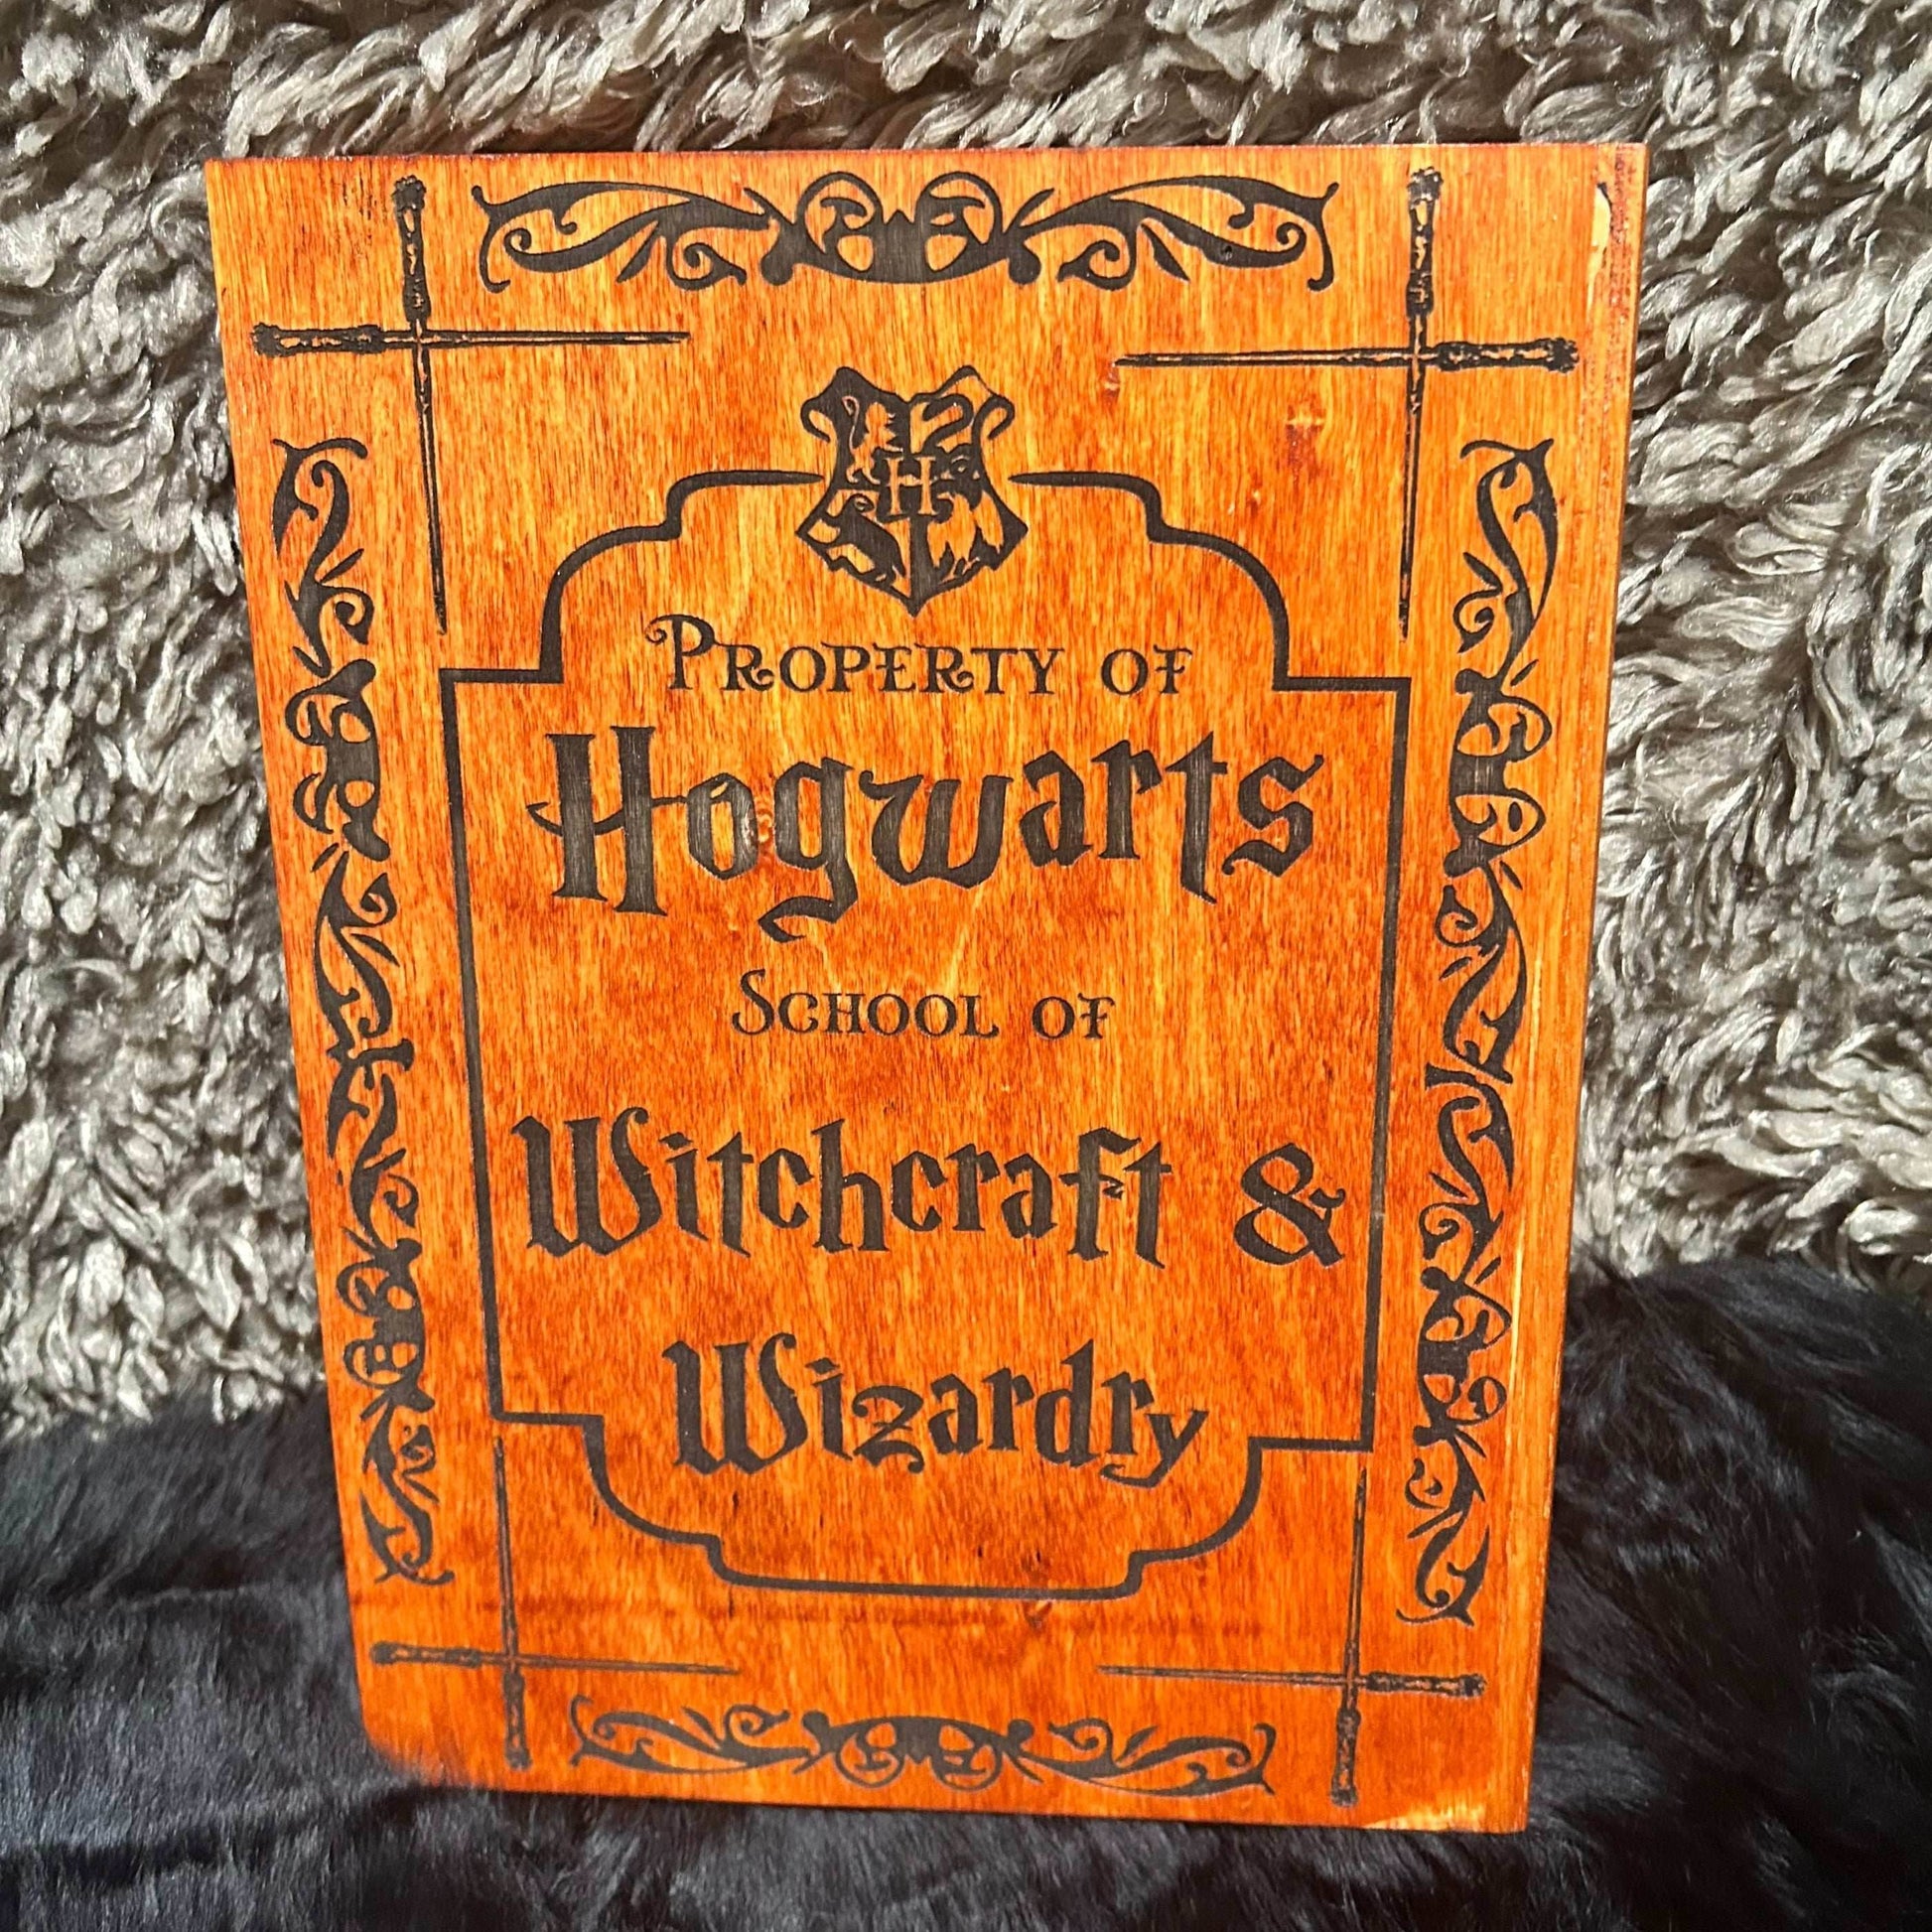 H
Property of
Hogwarts
School of
Witchcraft &
Wizardry